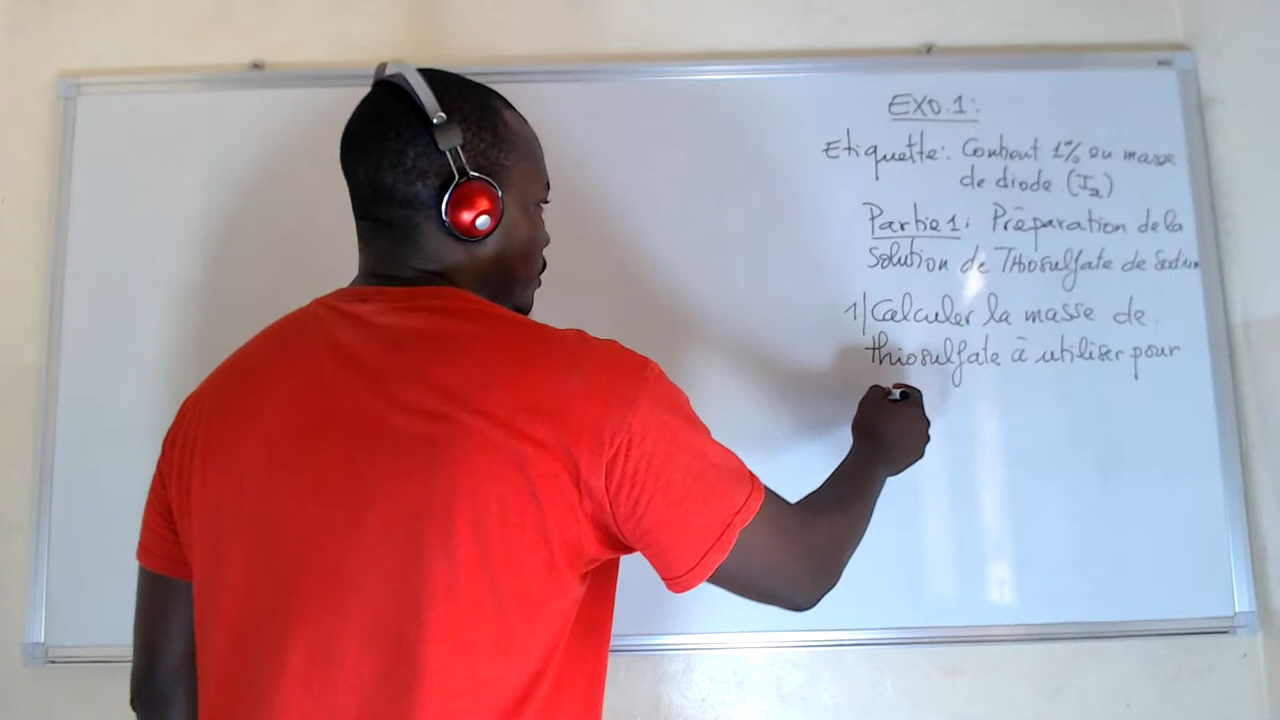 EXO.1:
Etiquette: Contient 1% en masse
de diode (I2)
Partie 1: Préparation de la
Solution de Thiosulfate de Sodium
1) Calculer la masse de
thiosulfate à utiliser pour